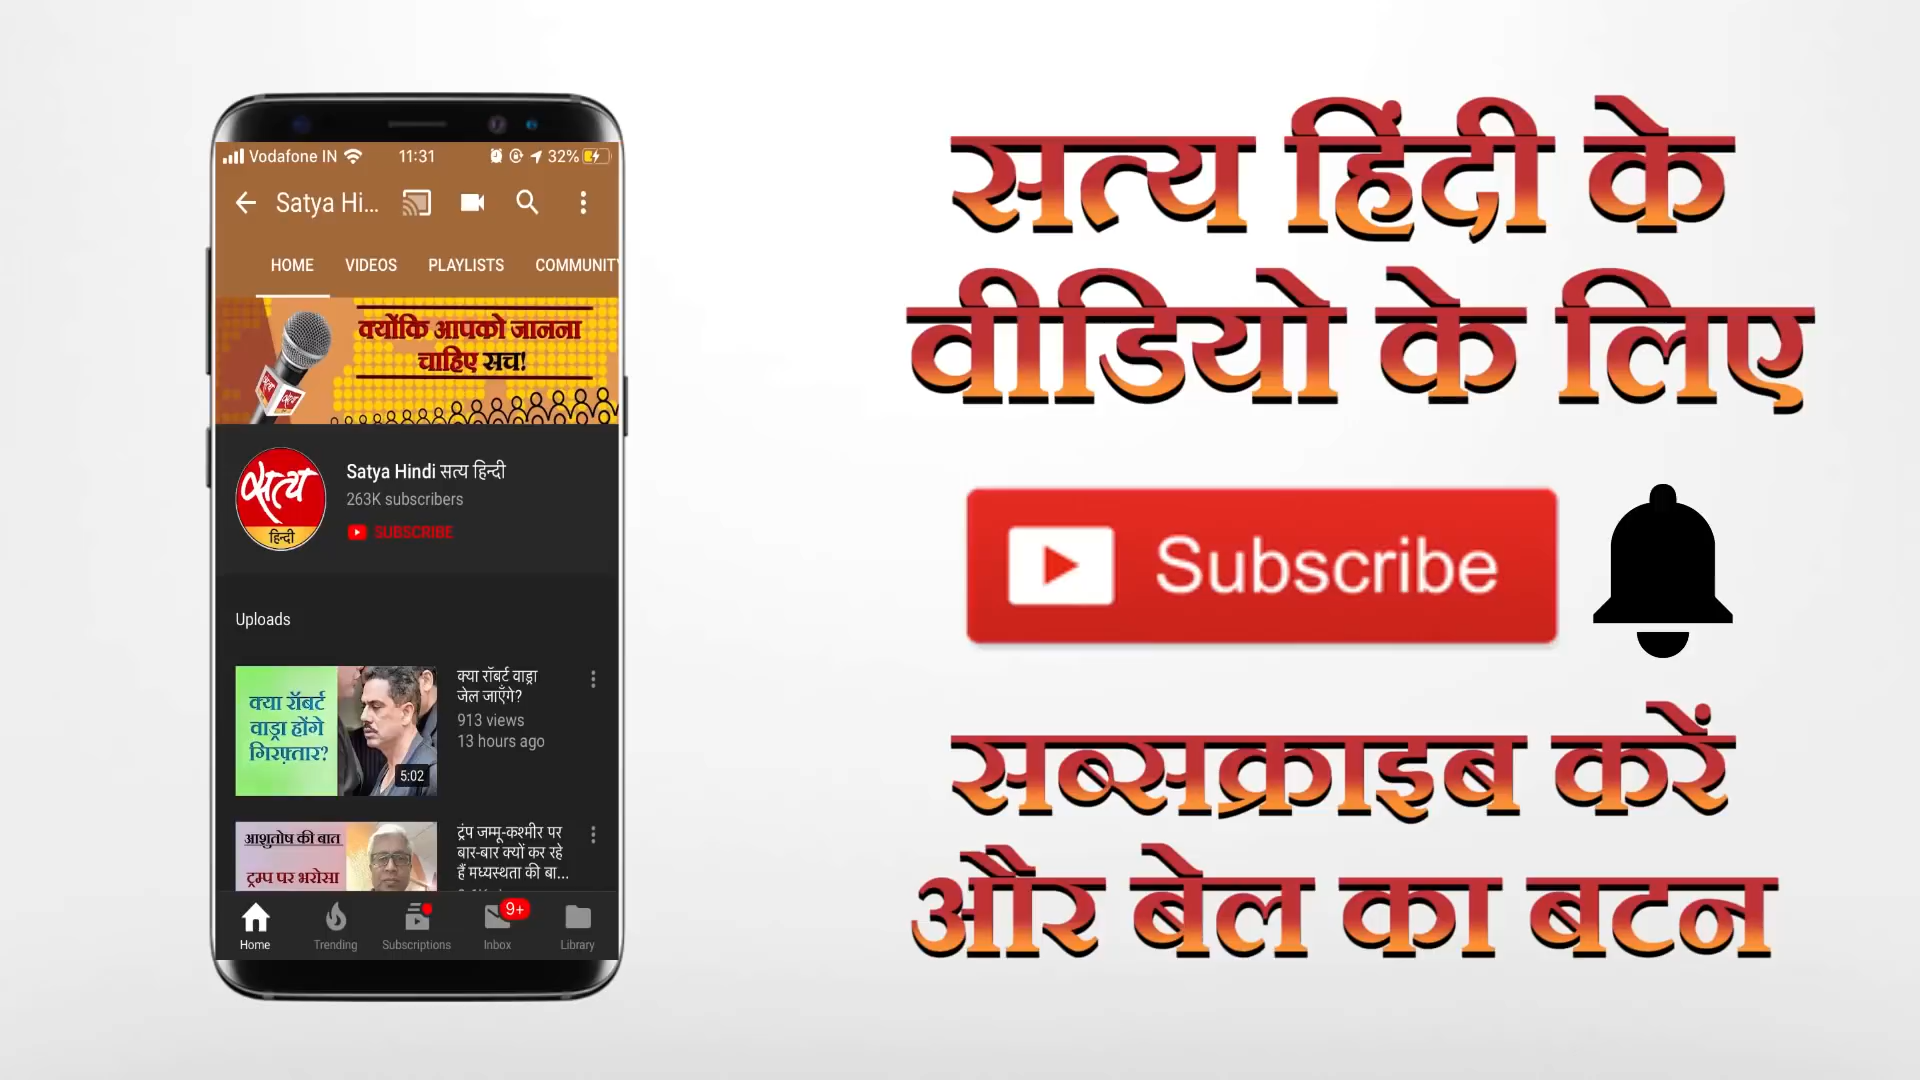 Vodafone IN 11:31 32%
Satya Hi...
HOME VIDEOS PLAYLISTS COMMUNITY
क्योंकि आपको जानना
चाहिए सच!
सत्य
हिन्दी
Satya Hindi सत्य हिन्दी
263K subscribers
SUBSCRIBE
Uploads
क्या रॉबर्ट
वाड्रा होंगे
गिरफ़्तार?
5:02
क्या रॉबर्ट वाड्रा
जेल जाएँगे?
913 views
13 hours ago
आशुतोष की बात
ट्रम्प पर भरोसा
ट्रंप जम्मू-कश्मीर पर
बार-बार क्यों कर रहे
हैं मध्यस्थता की बा...
9+
Home Trending Subscriptions Inbox Library
सत्य हिंदी के
वीडियो के लिए
Subscribe
सब्सक्राइब करें
और बेल का बटन